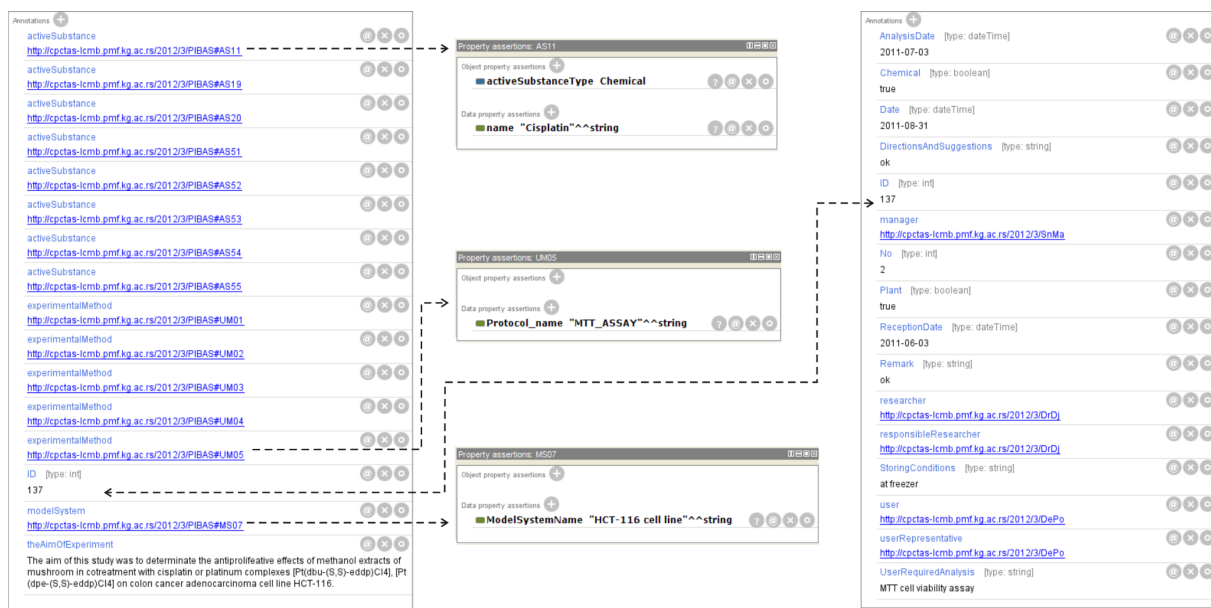 Annotations
activeSubstance
http://cpctas-lcmb.pmf.kg.ac.rs/2012/3/PIBAS#AS11
activeSubstance
http://cpctas-lcmb.pmf.kg.ac.rs/2012/3/PIBAS#AS19
activeSubstance
http://cpctas-lcmb.pmf.kg.ac.rs/2012/3/PIBAS#AS20
activeSubstance
http://cpctas-lcmb.pmf.kg.ac.rs/2012/3/PIBAS#AS51
activeSubstance
http://cpctas-lcmb.pmf.kg.ac.rs/2012/3/PIBAS#AS52
activeSubstance
http://cpctas-lcmb.pmf.kg.ac.rs/2012/3/PIBAS#AS53
activeSubstance
http://cpctas-lcmb.pmf.kg.ac.rs/2012/3/PIBAS#AS54
activeSubstance
http://cpctas-lcmb.pmf.kg.ac.rs/2012/3/PIBAS#AS55
experimentalMethod
http://cpctas-lcmb.pmf.kg.ac.rs/2012/3/PIBAS#UM01
experimentalMethod
http://cpctas-lcmb.pmf.kg.ac.rs/2012/3/PIBAS#UM02
experimentalMethod
http://cpctas-lcmb.pmf.kg.ac.rs/2012/3/PIBAS#UM03
experimentalMethod
http://cpctas-lcmb.pmf.kg.ac.rs/2012/3/PIBAS#UM04
experimentalMethod
http://cpctas-lcmb.pmf.kg.ac.rs/2012/3/PIBAS#UM05
ID [type: int]
137
modelSystem
http://cpctas-lcmb.pmf.kg.ac.rs/2012/3/PIBAS#MS07
theAimOfExperiment
The aim of this study was to determinate the antiprolifeative effects of methanol extracts of
mushroom in cotreatment with cisplatin or platinum complexes [Pt(dbu-(S,S)-eddp)Cl4], [Pt
(dpe-(S,S)-eddp)Cl4] on colon cancer adenocarcinoma cell line HCT-116.
Property assertions: AS11
Object property assertions
activeSubstanceType Chemical
Data property assertions
name "Cisplatin"^^string
Property assertions: UM05
Object property assertions
Data property assertions
Protocol_name "MTT_ASSAY"^^string
Property assertions: MS07
Object property assertions
Data property assertions
ModelSystemName "HCT-116 cell line"^^string
Annotations
AnalysisDate [type: dateTime]
2011-07-03
Chemical [type: boolean]
true
Date [type: dateTime]
2011-08-31
DirectionsAndSuggestions [type: string]
ok
ID [type: int]
137
manager
http://cpctas-lcmb.pmf.kg.ac.rs/2012/3/SnMa
No [type: int]
2
Plant [type: boolean]
true
ReceptionDate [type: dateTime]
2011-06-03
Remark [type: string]
ok
researcher
http://cpctas-lcmb.pmf.kg.ac.rs/2012/3/DrDj
responsibleResearcher
http://cpctas-lcmb.pmf.kg.ac.rs/2012/3/DrDj
StoringConditions [type: string]
at freezer
user
http://cpctas-lcmb.pmf.kg.ac.rs/2012/3/DePo
userRepresentative
http://cpctas-lcmb.pmf.kg.ac.rs/2012/3/DePo
UserRequiredAnalysis [type: string]
MTT cell viability assay